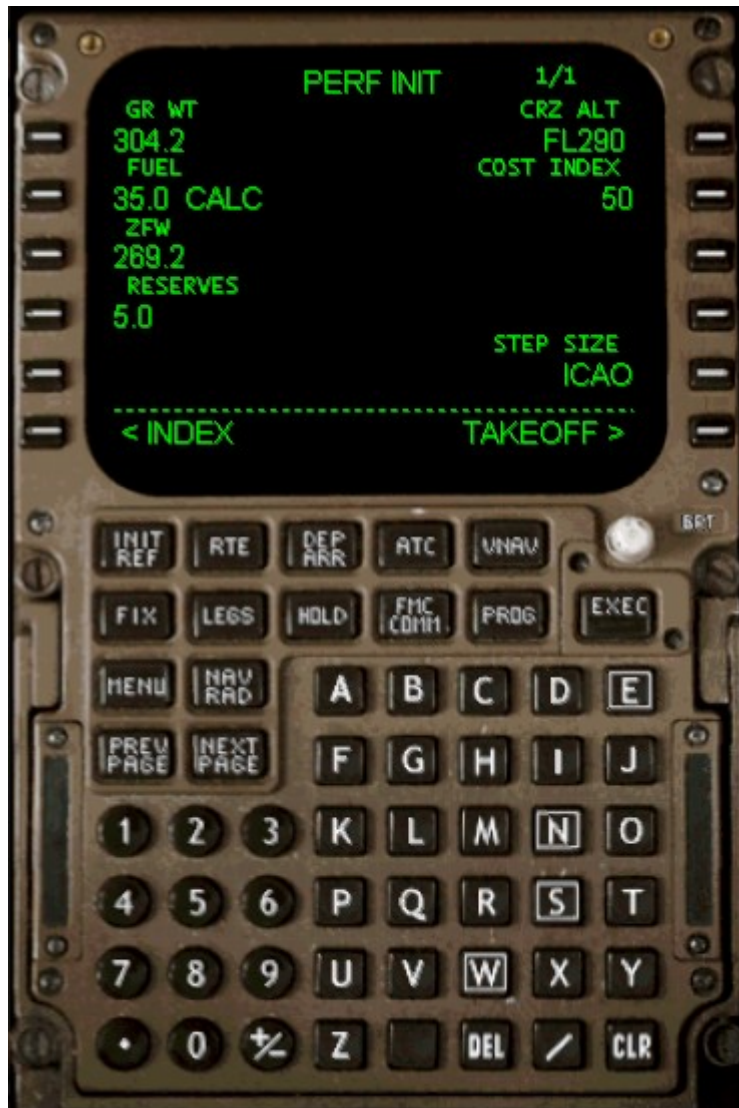 PERF INIT 1/1
GR WT CRZ ALT
304.2 FL290
FUEL COST INDEX
35.0 CALC 50
ZFW
269.2
RESERVES
5.0
STEP SIZE
ICAO
< INDEX TAKEOFF >
BRT
INIT REF RTE DEP ARR ATC VNAV
FIX LEGS HOLD FMC COMM PROG EXEC
MENU NAV RAD A B C D E
PREV PAGE NEXT PAGE F G H I J
1 2 3 K L M N O
4 5 6 P Q R S T
7 8 9 U V W X Y
. 0 +/- Z DEL / CLR